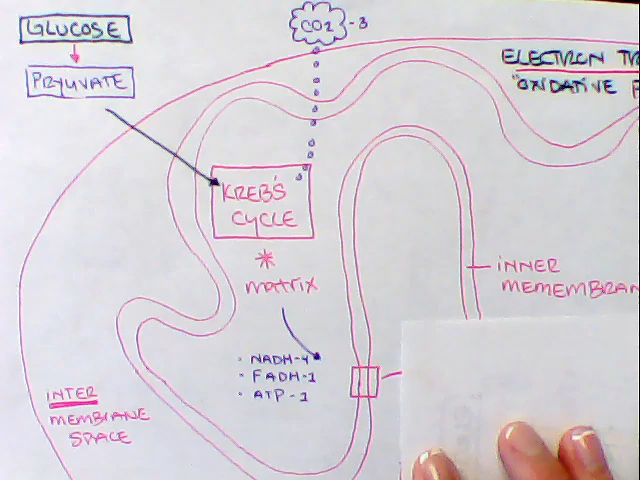 GLUCOSE
PRYUVATE
CO2 -3
ELECTRON TR
"OXIDATIVE P
KREB'S
CYCLE
*
matrix
INNER
MEMEMBRAN
· NADH-4
· FADH-1
· ATP-1
INTER
MEMBRANE
SPACE